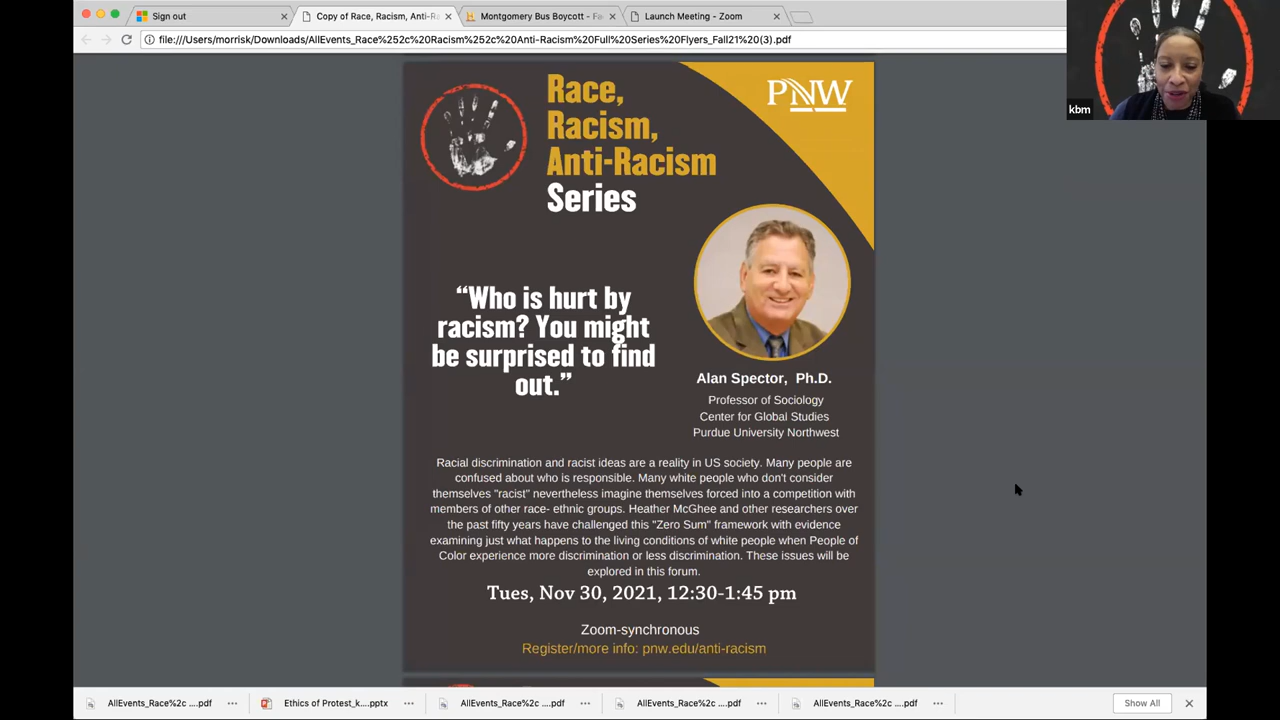 Sign out
Copy of Race, Racism, Anti-Ra
Montgomery Bus Boycott - Fa
Launch Meeting - Zoom
file:///Users/morrisk/Downloads/AllEvents_Race%252c%20Racism%252c%20Anti-Racism%20Full%20Series%20Flyers_Fall21%20(3).pdf
kbm
Race,
Racism,
Anti-Racism
Series
PNW
“Who is hurt by
racism? You might
be surprised to find
out.”
Alan Spector, Ph.D.
Professor of Sociology
Center for Global Studies
Purdue University Northwest
Racial discrimination and racist ideas are a reality in US society. Many people are
confused about who is responsible. Many white people who don't consider
themselves "racist" nevertheless imagine themselves forced into a competition with
members of other race- ethnic groups. Heather McGhee and other researchers over
the past fifty years have challenged this "Zero Sum" framework with evidence
examining just what happens to the living conditions of white people when People of
Color experience more discrimination or less discrimination. These issues will be
explored in this forum.
Tues, Nov 30, 2021, 12:30-1:45 pm
Zoom-synchronous
Register/more info: pnw.edu/anti-racism
AllEvents_Race%2c ....pdf
Ethics of Protest_k....pptx
AllEvents_Race%2c ....pdf
AllEvents_Race%2c ....pdf
AllEvents_Race%2c ....pdf
Show All